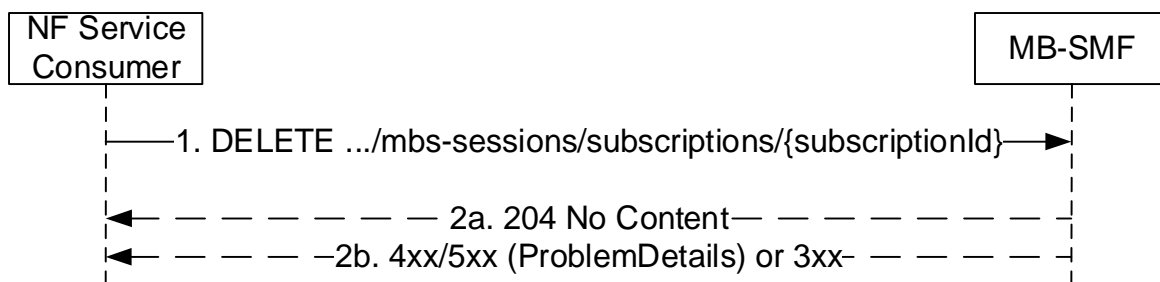 NF Service
Consumer
MB-SMF
1. DELETE .../mbs-sessions/subscriptions/{subscriptionId}
2a. 204 No Content
2b. 4xx/5xx (ProblemDetails) or 3xx